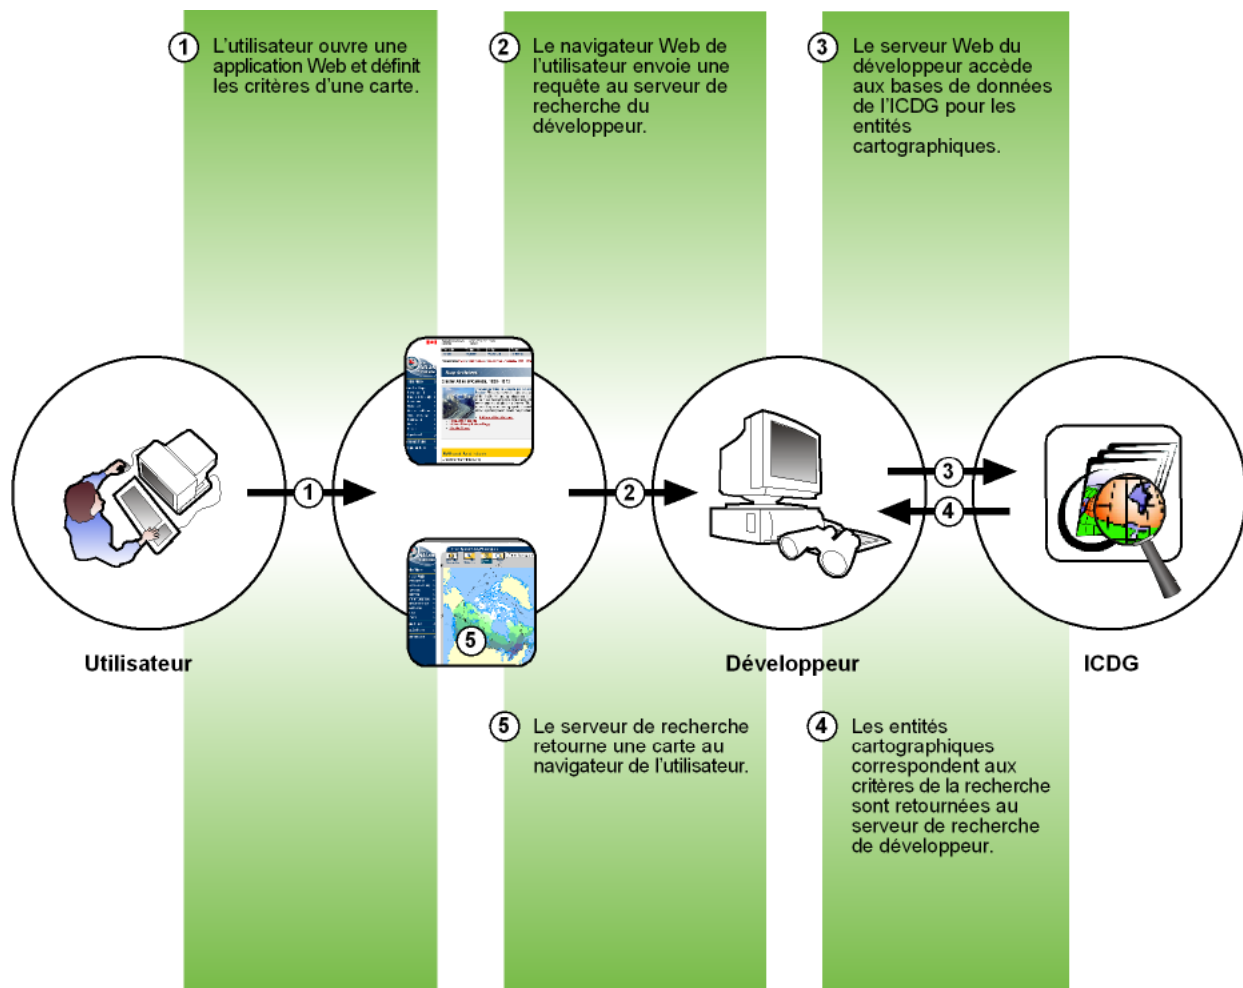 1 L'utilisateur ouvre une
application Web et définit
les critères d'une carte.
2 Le navigateur Web de
l'utilisateur envoie une
requête au serveur de
recherche du
développeur.
3 Le serveur Web du
développeur accède
aux bases de données
de l'ICDG pour les
entités
cartographiques.
1
2
3
4
5
Utilisateur
Développeur
ICDG
5 Le serveur de recherche
retourne une carte au
navigateur de l'utilisateur.
4 Les entités
cartographiques
correspondent aux
critères de la recherche
sont retournées au
serveur de recherche
de développeur.